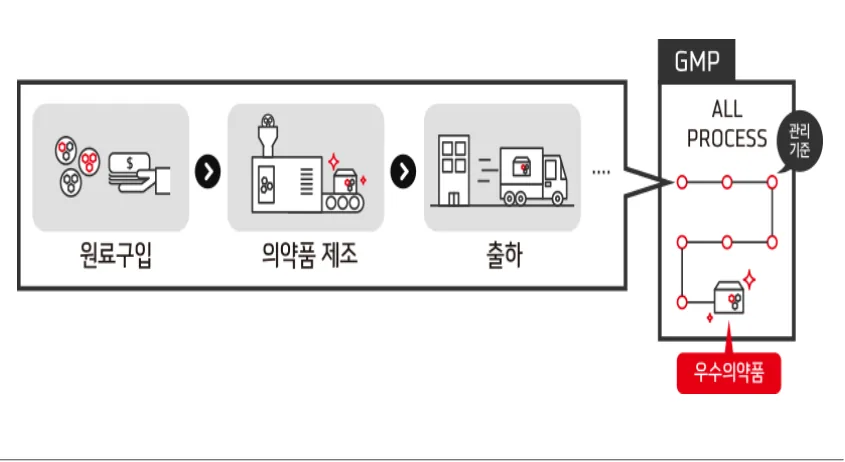 GMP
ALL
PROCESS
관리
기준
$
....
원료구입
의약품 제조
출하
우수의약품